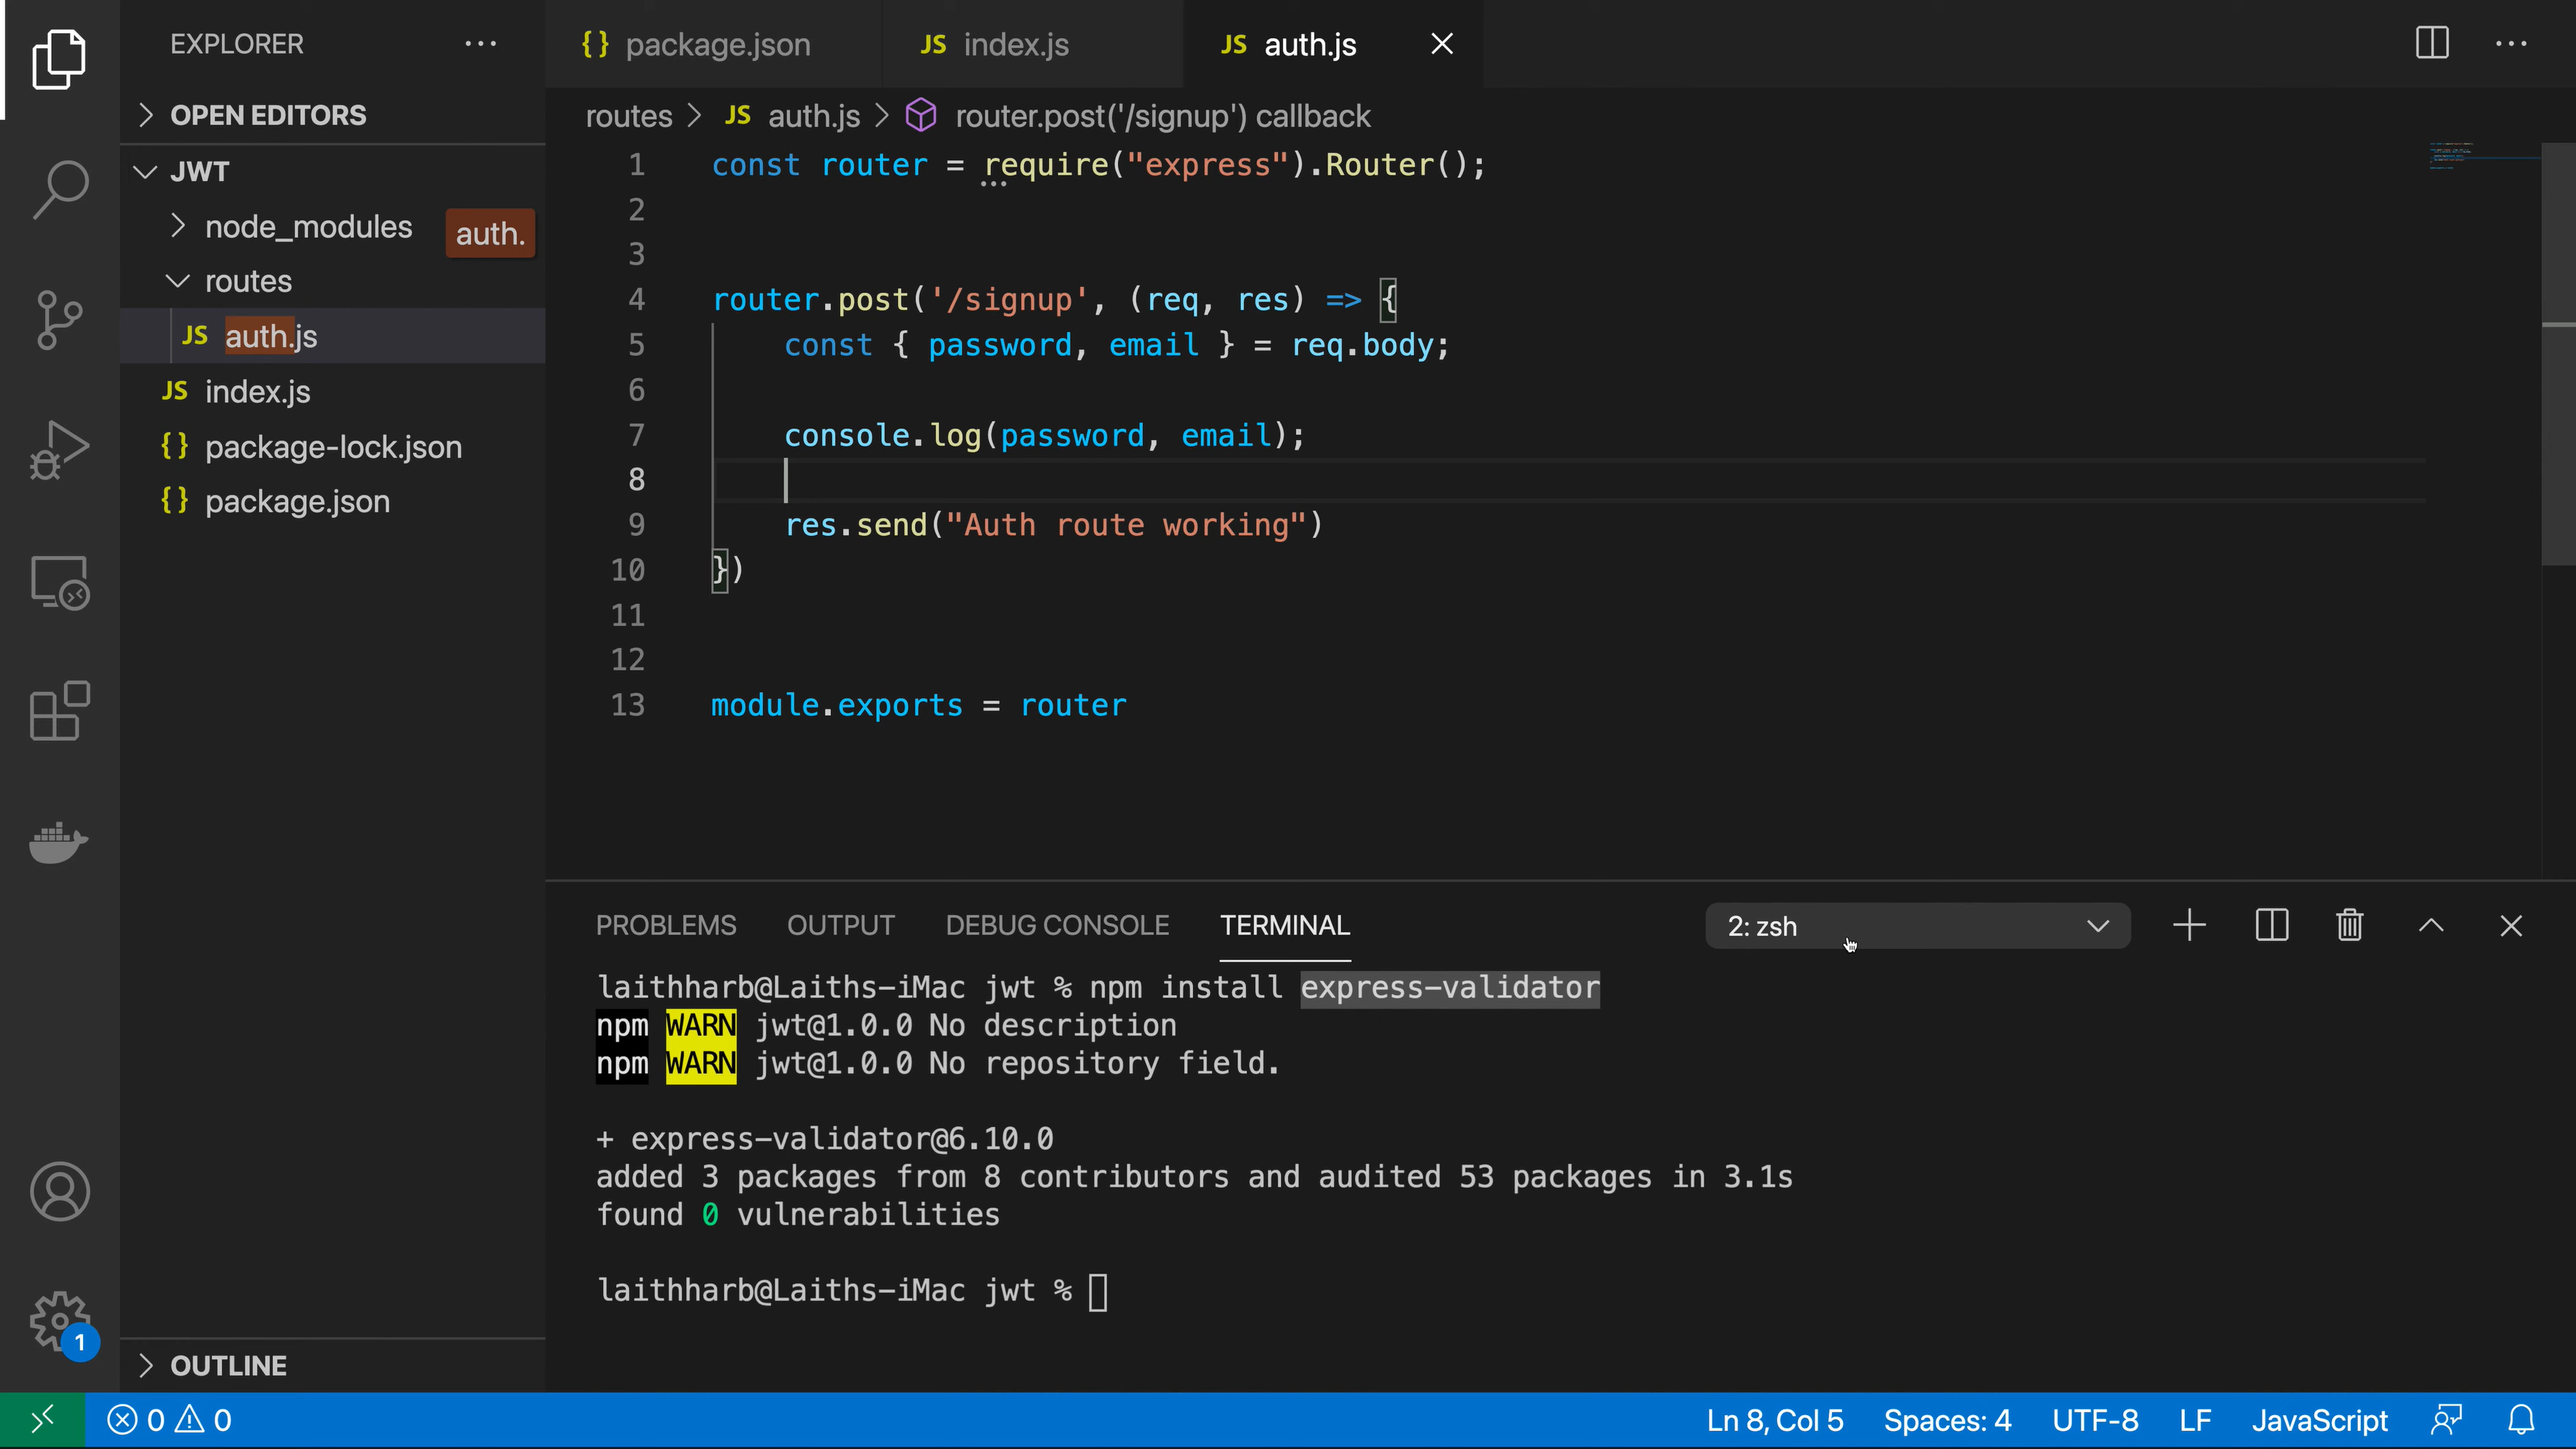 EXPLORER
OPEN EDITORS
JWT
node_modules
auth.
routes
JS auth.js
JS index.js
{} package-lock.json
{} package.json
OUTLINE
1
{} package.json
JS index.js
JS auth.js
routes > JS auth.js > router.post('/signup') callback
1 const router = require("express").Router();
2
3
4 router.post('/signup', (req, res) => {
5 const { password, email } = req.body;
6
7 console.log(password, email);
8
9 res.send("Auth route working")
10 })
11
12
13 module.exports = router
PROBLEMS OUTPUT DEBUG CONSOLE TERMINAL
2: zsh
laithharb@Laiths-iMac jwt % npm install express-validator
npm WARN jwt@1.0.0 No description
npm WARN jwt@1.0.0 No repository field.
+ express-validator@6.10.0
added 3 packages from 8 contributors and audited 53 packages in 3.1s
found 0 vulnerabilities
laithharb@Laiths-iMac jwt %
0 0
Ln 8, Col 5 Spaces: 4 UTF-8 LF JavaScript